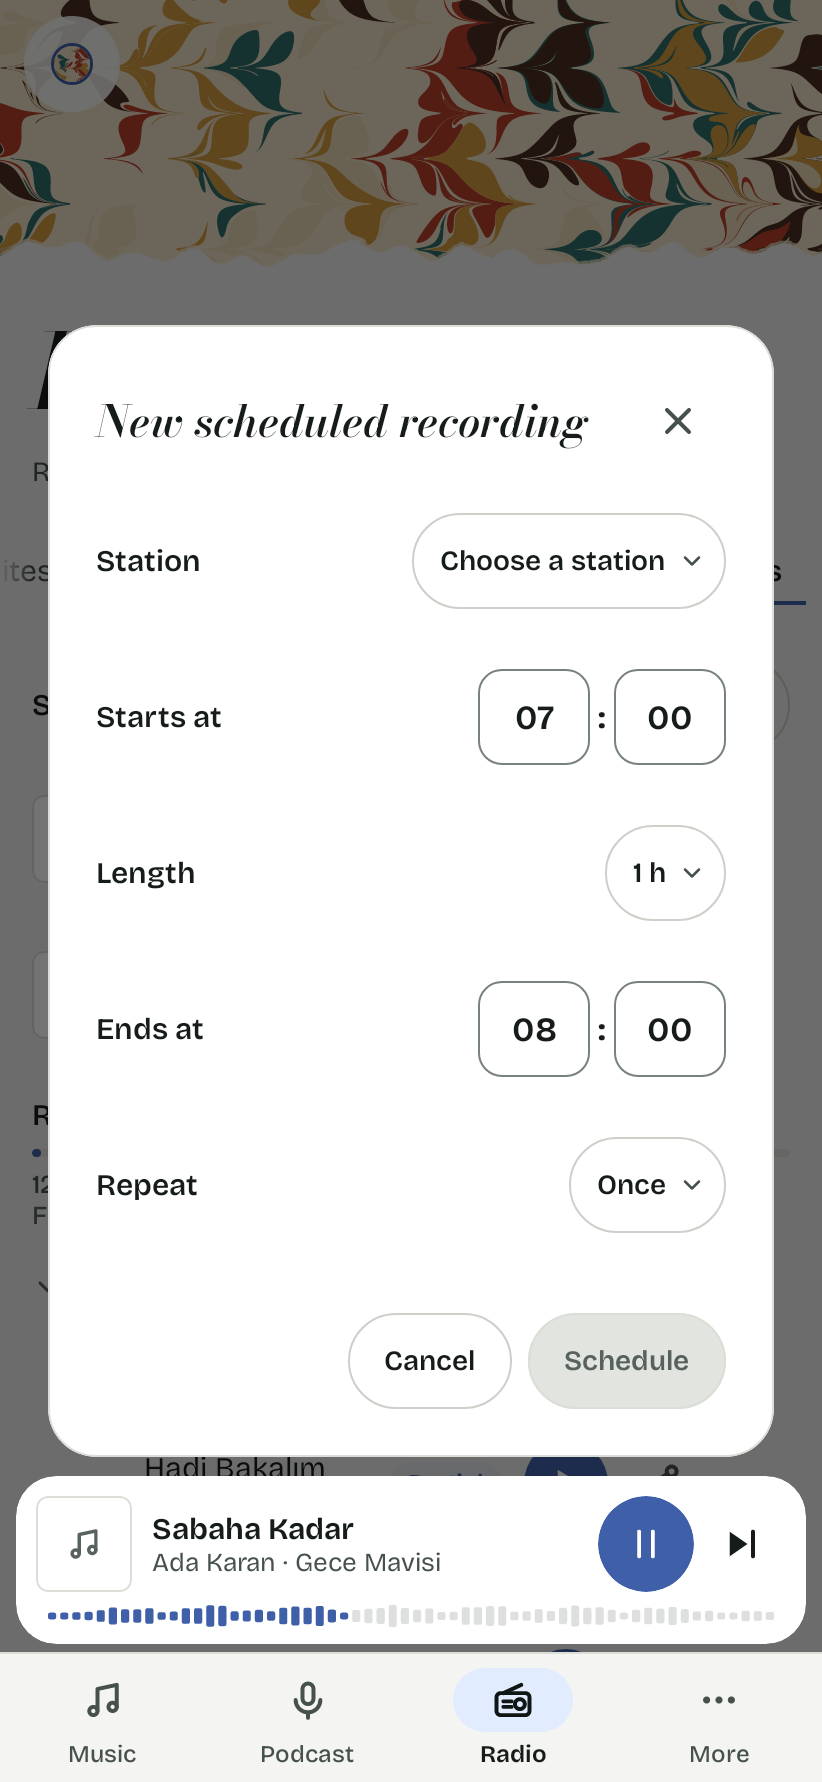 New scheduled recording
Station
Choose a station
Starts at
07 : 00
Length
1 h
Ends at
08 : 00
Repeat
Once
Cancel
Schedule
Hadi Bakalım
Sabaha Kadar
Ada Karan · Gece Mavisi
Music
Podcast
Radio
More